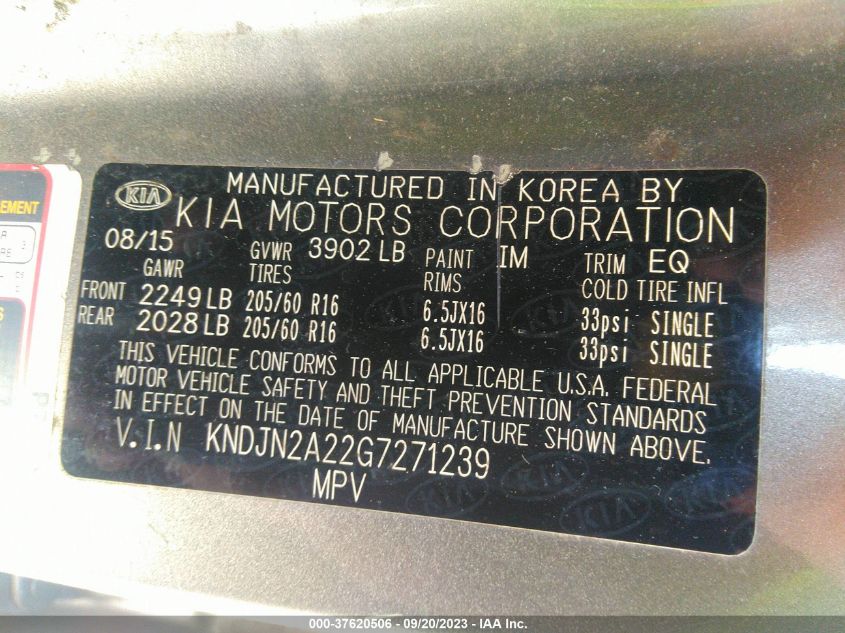 EMENT
KIA
MANUFACTURED IN KOREA BY
KIA MOTORS CORPORATION
08/15 GVWR 3902 LB PAINT IM TRIM EQ
GAWR TIRES RIMS COLD TIRE INFL
FRONT 2249 LB 205/60 R16 6.5JX16 33psi SINGLE
REAR 2028 LB 205/60 R16 6.5JX16 33psi SINGLE
THIS VEHICLE CONFORMS TO ALL APPLICABLE U.S.A. FEDERAL
MOTOR VEHICLE SAFETY AND THEFT PREVENTION STANDARDS
IN EFFECT ON THE DATE OF MANUFACTURE SHOWN ABOVE.
V.I.N KNDJN2A22G7271239
MPV
000-37620506 - 09/20/2023 - IAA Inc.